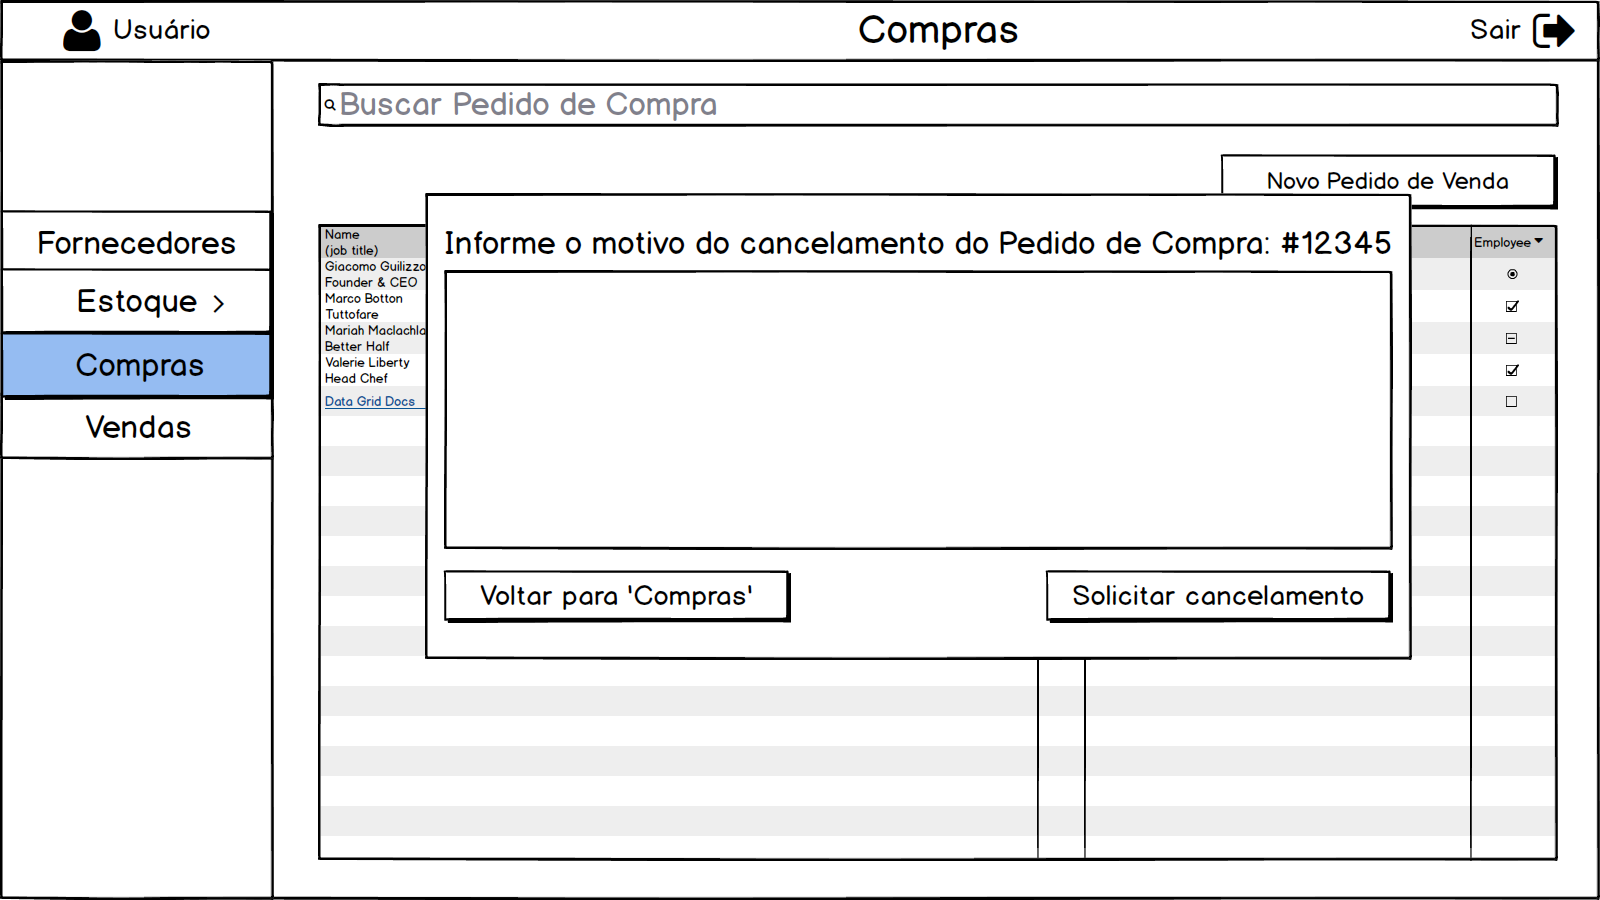 Usuário
Compras
Sair
Buscar Pedido de Compra
Novo Pedido de Venda
Fornecedores
Estoque >
Compras
Vendas
Name
(job title)
Employee
Giacomo Guilizzo
Founder & CEO
Marco Botton
Tuttofare
Mariah Maclachla
Better Half
Valerie Liberty
Head Chef
Data Grid Docs
Informe o motivo do cancelamento do Pedido de Compra: #12345
Voltar para 'Compras'
Solicitar cancelamento